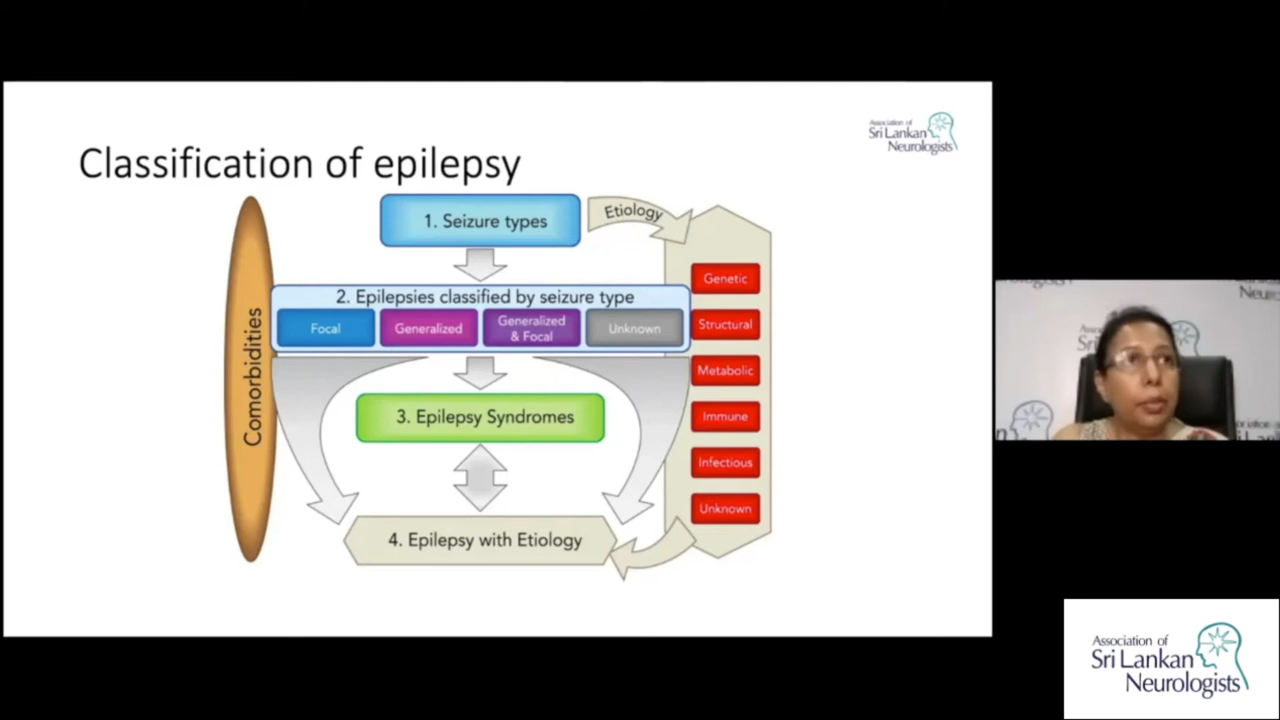 Association of
Sri Lankan
Neurologists
Classification of epilepsy
1. Seizure types
Etiology
2. Epilepsies classified by seizure type
Focal
Generalized
Generalized
& Focal
Unknown
3. Epilepsy Syndromes
4. Epilepsy with Etiology
Comorbidities
Genetic
Structural
Metabolic
Immune
Infectious
Unknown
Association of
Sri Lankan
Neurologists